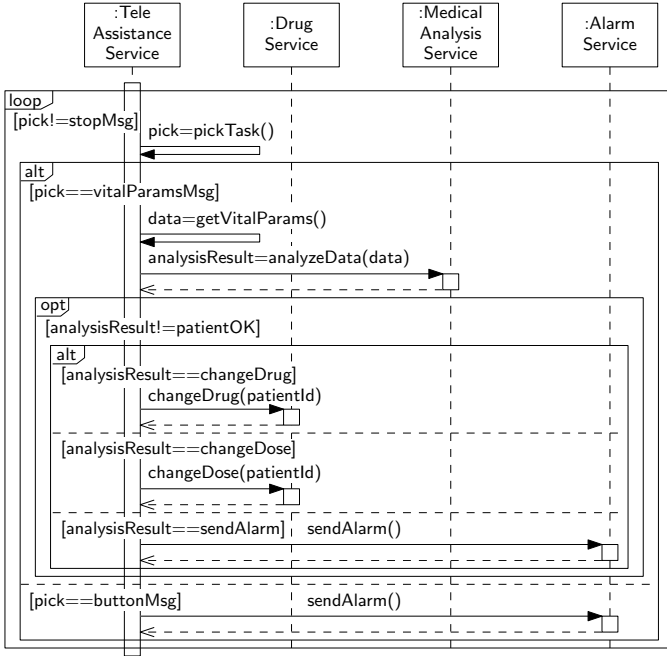 :Tele
Assistance
Service
:Drug
Service
:Medical
Analysis
Service
:Alarm
Service
loop
[pick!=stopMsg]
pick=pickTask()
alt
[pick==vitalParamsMsg]
data=getVitalParams()
analysisResult=analyzeData(data)
opt
[analysisResult!=patientOK]
alt
[analysisResult==changeDrug]
changeDrug(patientId)
[analysisResult==changeDose]
changeDose(patientId)
[analysisResult==sendAlarm] sendAlarm()
[pick==buttonMsg] sendAlarm()